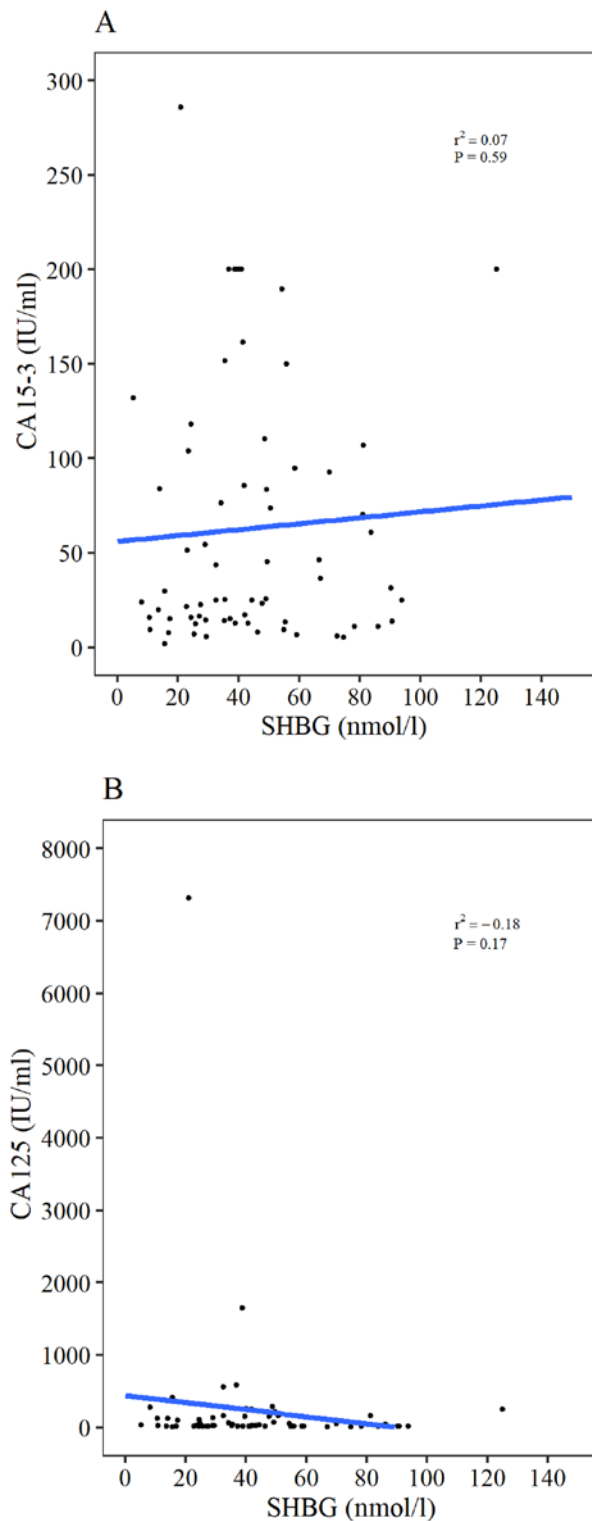 A
300
250
200
150
100
50
0
CA15-3 (IU/ml)
r² = 0.07
P = 0.59
0 20 40 60 80 100 120 140
SHBG (nmol/l)
B
8000
7000
6000
5000
4000
3000
2000
1000
0
CA125 (IU/ml)
r² = − 0.18
P = 0.17
0 20 40 60 80 100 120 140
SHBG (nmol/l)